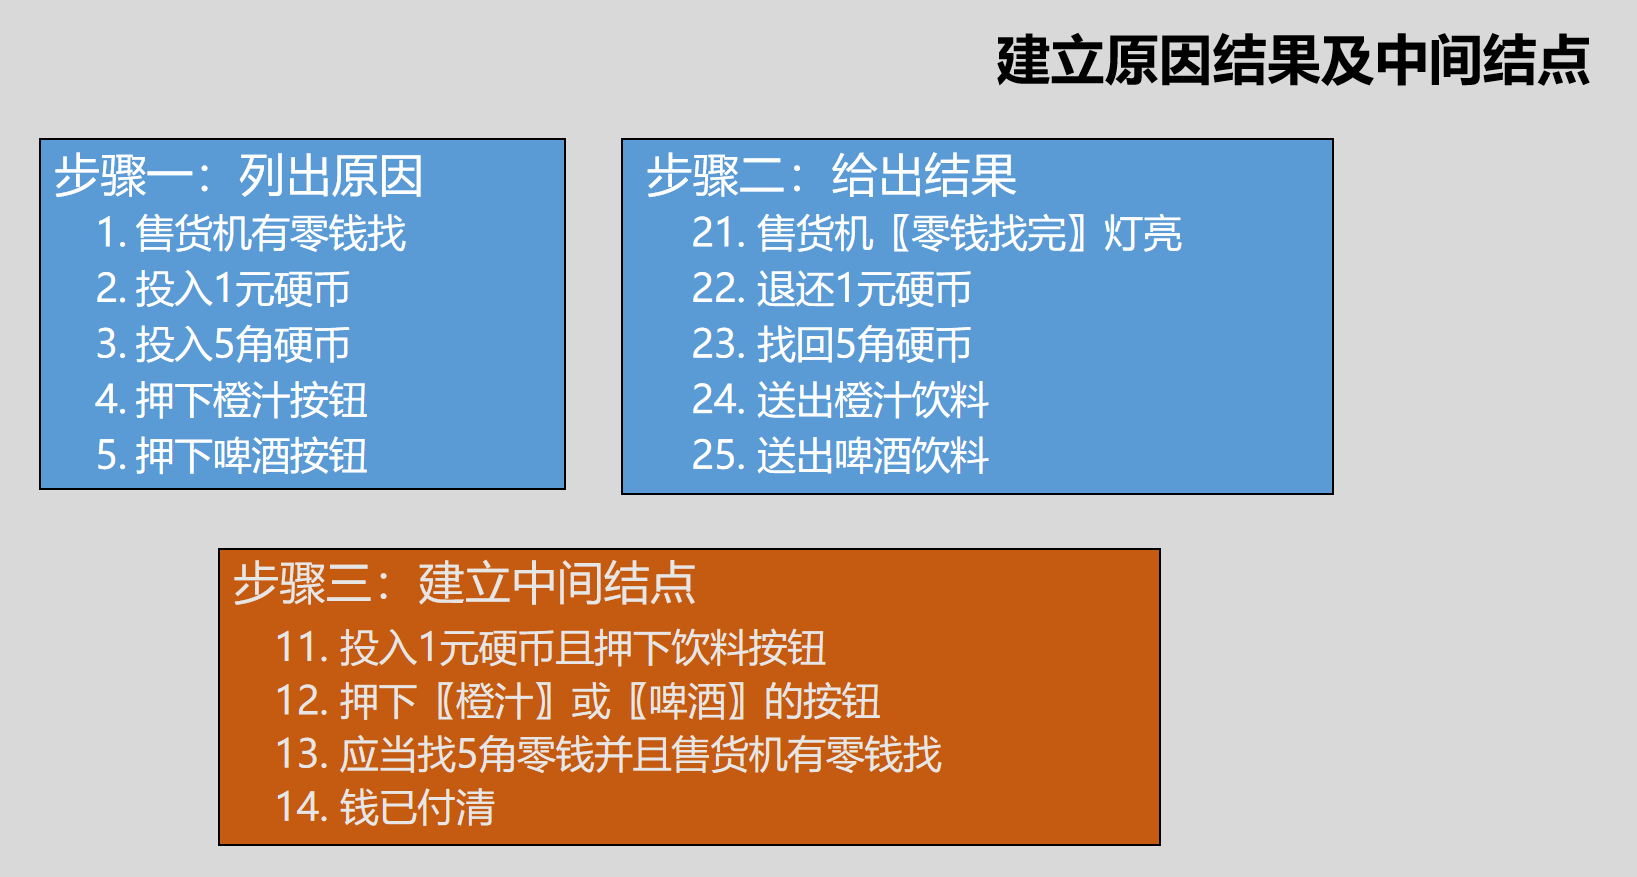 建立原因结果及中间结点
步骤一：列出原因
1. 售货机有零钱找
2. 投入1元硬币
3. 投入5角硬币
4. 押下橙汁按钮
5. 押下啤酒按钮
步骤二：给出结果
21. 售货机〖零钱找完〗灯亮
22. 退还1元硬币
23. 找回5角硬币
24. 送出橙汁饮料
25. 送出啤酒饮料
步骤三：建立中间结点
11. 投入1元硬币且押下饮料按钮
12. 押下〖橙汁〗或〖啤酒〗的按钮
13. 应当找5角零钱并且售货机有零钱找
14. 钱已付清